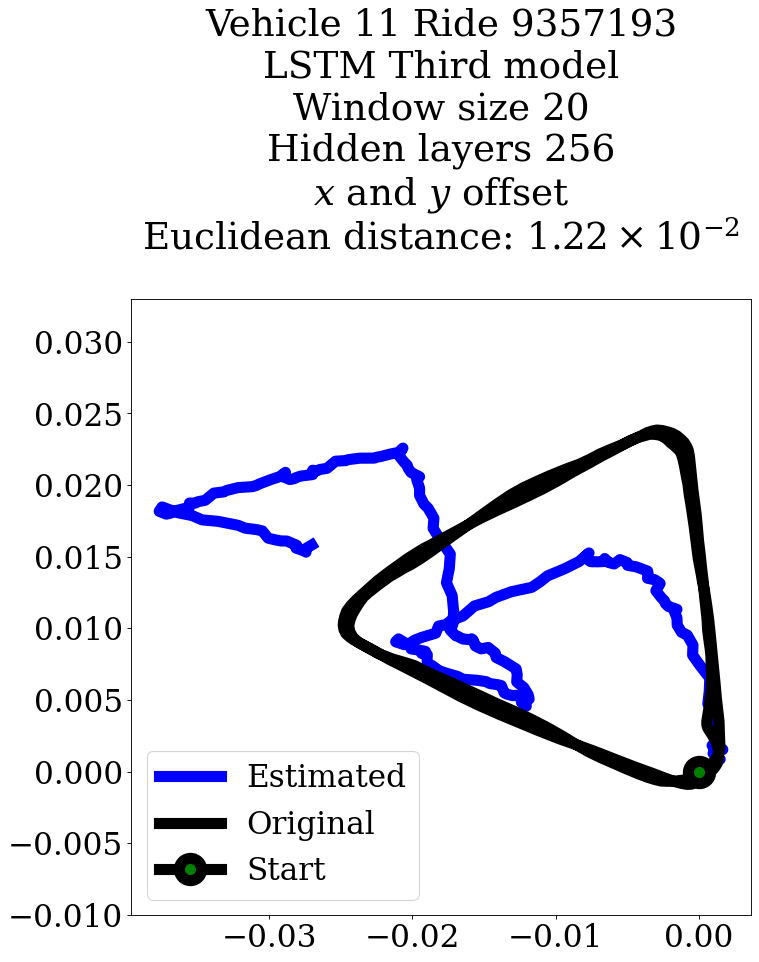 Vehicle 11 Ride 9357193
LSTM Third model
Window size 20
Hidden layers 256
x and y offset
Euclidean distance: 1.22 × 10⁻²
0.030
0.025
0.020
0.015
0.010
0.005
0.000
−0.005
−0.010
Estimated
Original
Start
−0.03 −0.02 −0.01 0.00